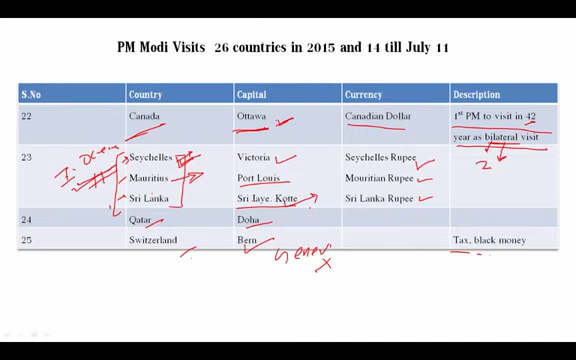 PM Modi Visits 26 countries in 2015 and 14 till July 11
S.No Country Capital Currency Description
22 Canada Ottawa Canadian Dollar 1st PM to visit in 42
year as bilateral visit
2
I. Ocean
23 Seychelles Victoria Seychelles Rupee
Mauritius Port Louis Mouritian Rupee
Sri Lanka Sri Jaye. Kotte Sri Lanka Rupee
24 Qatar Doha
25 Switzerland Bern Tax, black money